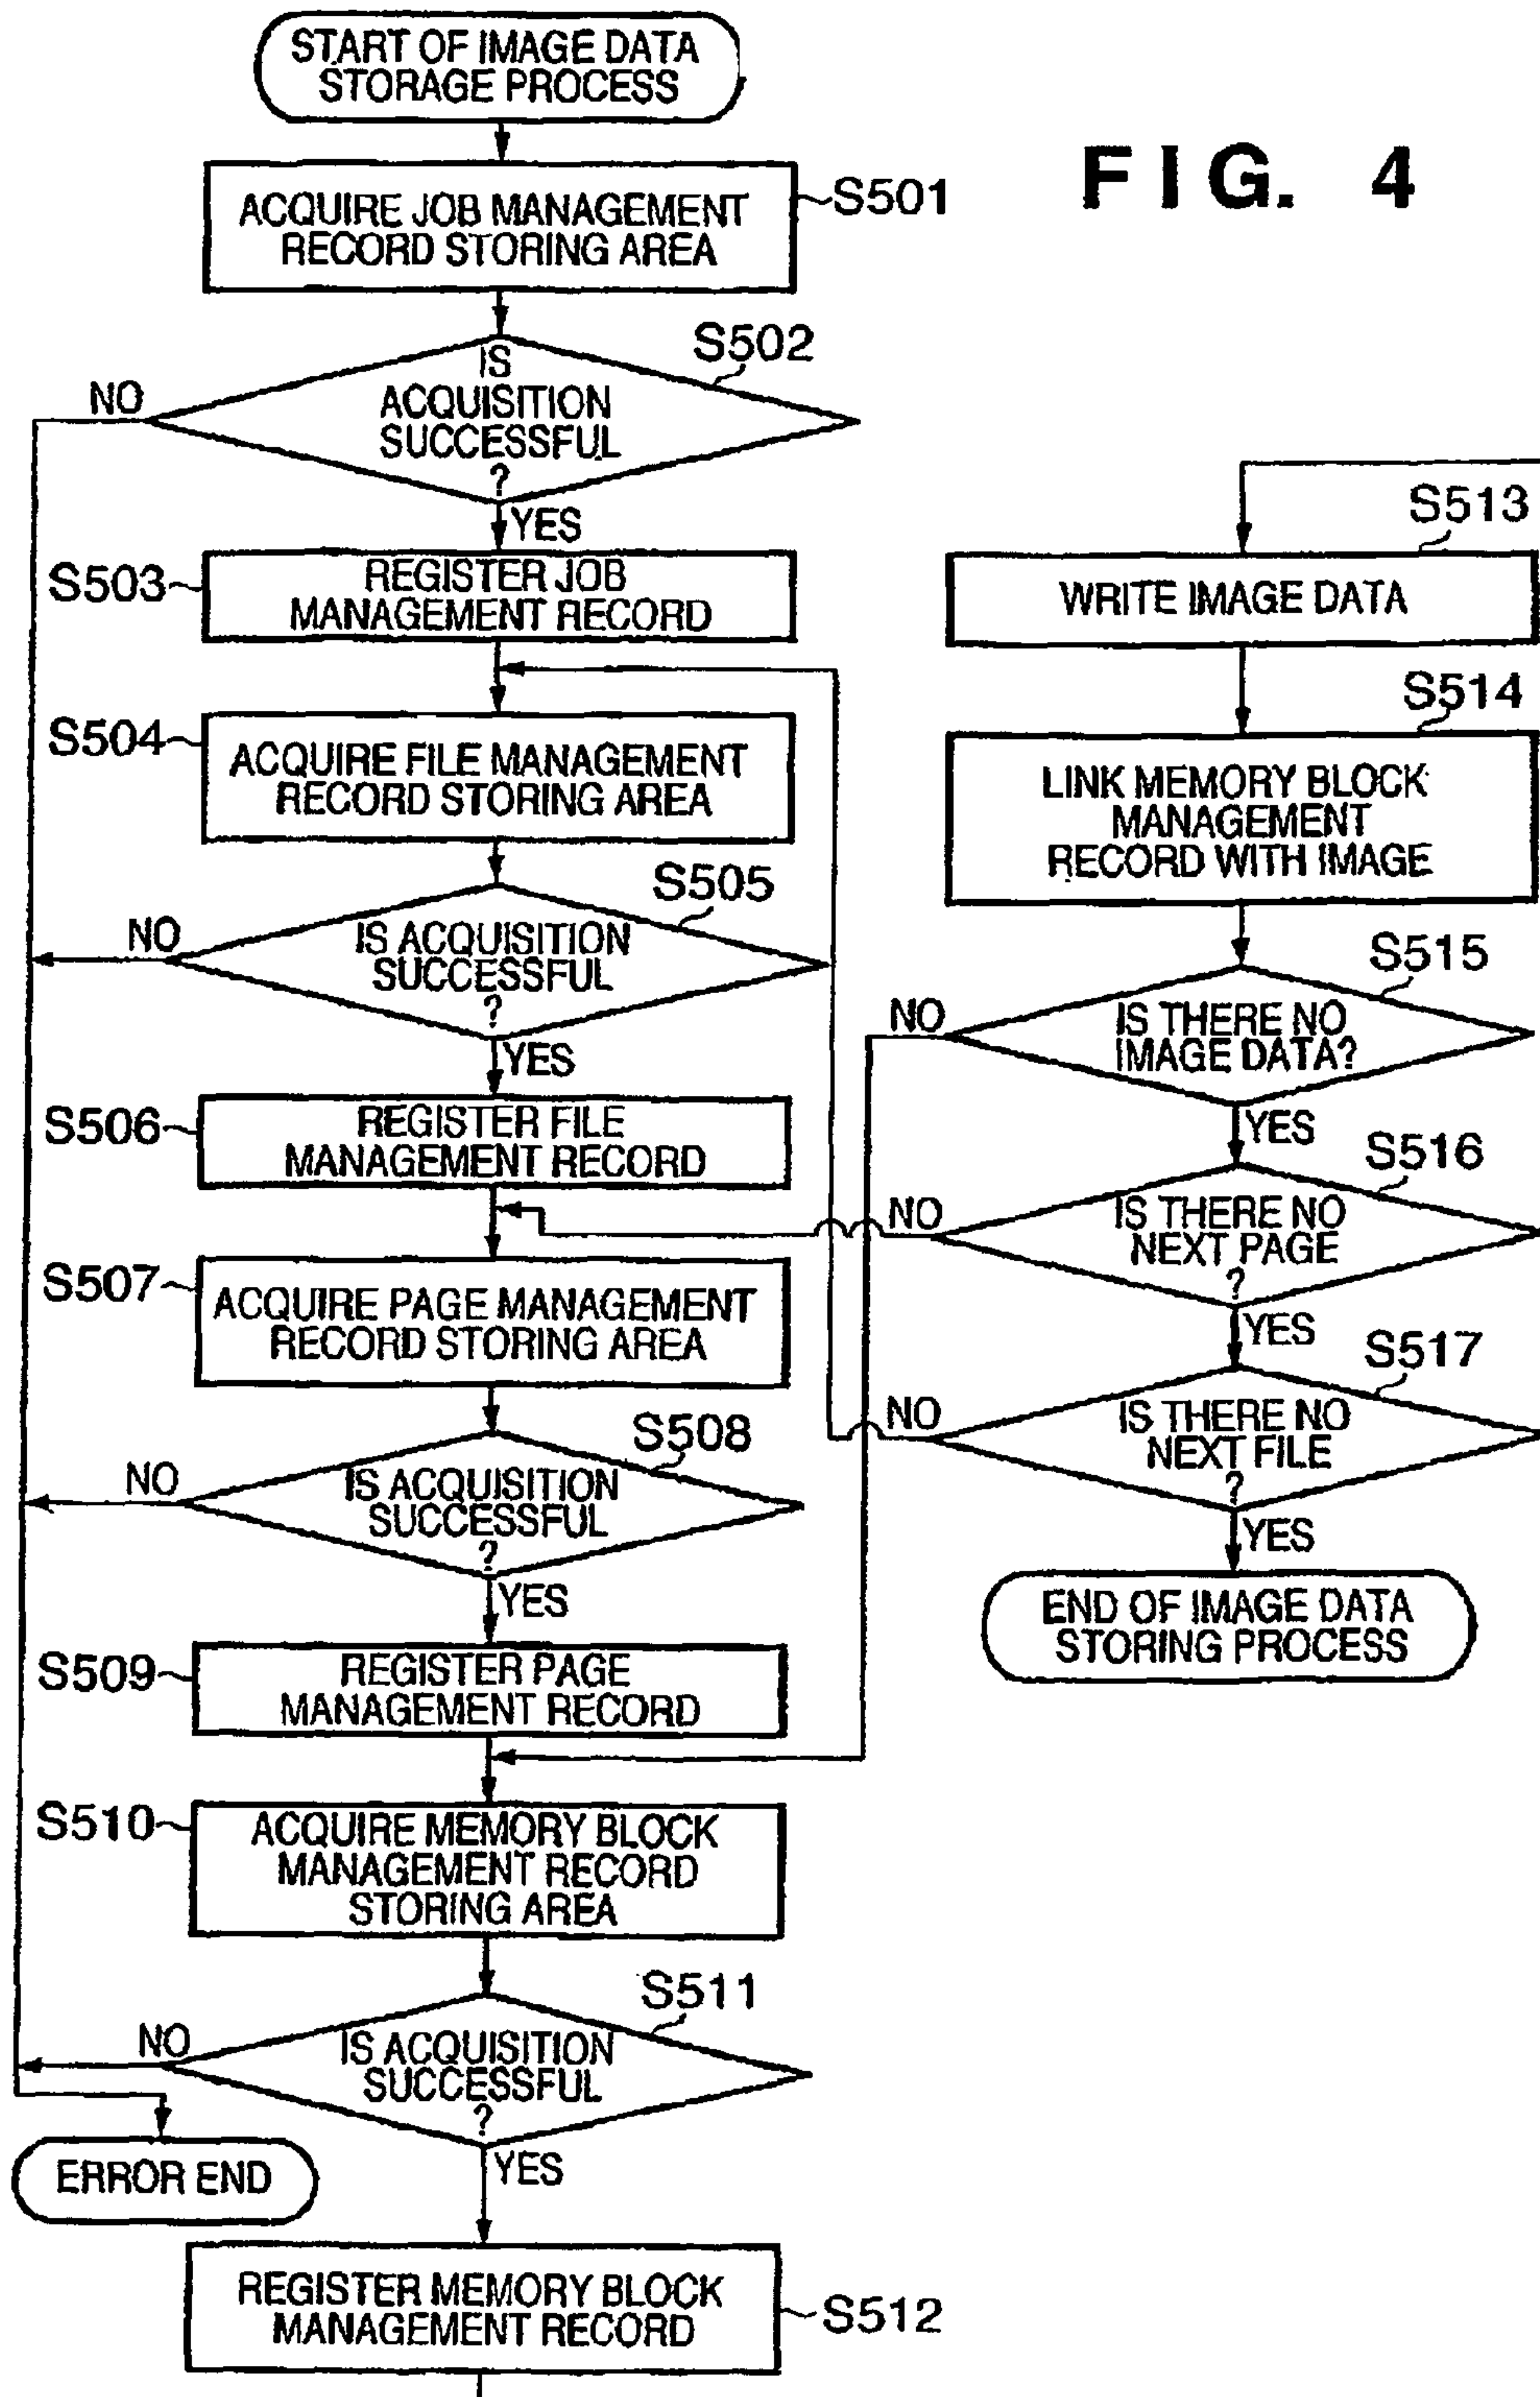 START OF IMAGE DATA
STORAGE PROCESS
FIG. 4
ACQUIRE JOB MANAGEMENT
RECORD STORING AREA
S501
S502
IS
ACQUISITION
SUCCESSFUL
?
NO
YES
S503
REGISTER JOB
MANAGEMENT RECORD
S504
ACQUIRE FILE MANAGEMENT
RECORD STORING AREA
S505
IS ACQUISITION
SUCCESSFUL
?
NO
YES
S506
REGISTER FILE
MANAGEMENT RECORD
S507
ACQUIRE PAGE MANAGEMENT
RECORD STORING AREA
S508
IS ACQUISITION
SUCCESSFUL
?
NO
YES
S509
REGISTER PAGE
MANAGEMENT RECORD
S510
ACQUIRE MEMORY BLOCK
MANAGEMENT RECORD
STORING AREA
S511
IS ACQUISITION
SUCCESSFUL
?
NO
YES
ERROR END
REGISTER MEMORY BLOCK
MANAGEMENT RECORD
S512
S513
WRITE IMAGE DATA
S514
LINK MEMORY BLOCK
MANAGEMENT
RECORD WITH IMAGE
S515
IS THERE NO
IMAGE DATA?
NO
YES
S516
IS THERE NO
NEXT PAGE
?
NO
YES
S517
IS THERE NO
NEXT FILE
?
NO
YES
END OF IMAGE DATA
STORING PROCESS